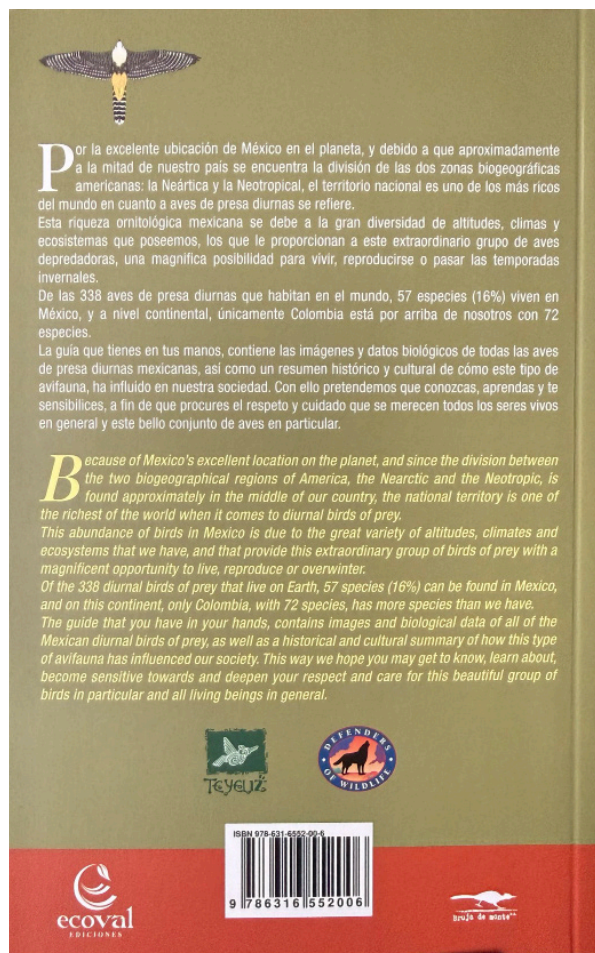 Por la excelente ubicación de México en el planeta, y debido a que aproximadamente
a la mitad de nuestro país se encuentra la división de las dos zonas biogeográficas
americanas: la Neártica y la Neotropical, el territorio nacional es uno de los más ricos
del mundo en cuanto a aves de presa diurnas se refiere.
Esta riqueza ornitológica mexicana se debe a la gran diversidad de altitudes, climas y
ecosistemas que poseemos, los que le proporcionan a este extraordinario grupo de aves
depredadoras, una magnífica posibilidad para vivir, reproducirse o pasar las temporadas
invernales.
De las 338 aves de presa diurnas que habitan en el mundo, 57 especies (16%) viven en
México, y a nivel continental, únicamente Colombia está por arriba de nosotros con 72
especies.
La guía que tienes en tus manos, contiene las imágenes y datos biológicos de todas las aves
de presa diurnas mexicanas, así como un resumen histórico y cultural de cómo este tipo de
avifauna, ha influido en nuestra sociedad. Con ello pretendemos que conozcas, aprendas y te
sensibilices, a fin de que procures el respeto y cuidado que se merecen todos los seres vivos
en general y este bello conjunto de aves en particular.
Because of Mexico's excellent location on the planet, and since the division between
the two biogeographical regions of America, the Nearctic and the Neotropic, is
found approximately in the middle of our country, the national territory is one of
the richest of the world when it comes to diurnal birds of prey.
This abundance of birds in Mexico is due to the great variety of altitudes, climates and
ecosystems that we have, and that provide this extraordinary group of birds of prey with a
magnificent opportunity to live, reproduce or overwinter.
Of the 338 diurnal birds of prey that live on Earth, 57 species (16%) can be found in Mexico,
and on this continent, only Colombia, with 72 species, has more species than we have.
The guide that you have in your hands, contains images and biological data of all of the
Mexican diurnal birds of prey, as well as a historical and cultural summary of how this type
of avifauna has influenced our society. This way we hope you may get to know, learn about,
become sensitive towards and deepen your respect and care for this beautiful group of
birds in particular and all living beings in general.
TEYELIZ
DEFENDERS
OF WILDLIFE
ISBN 978-631-6552-00-6
9 786316 552006
ecoval
EDICIONES
Bruja de monte